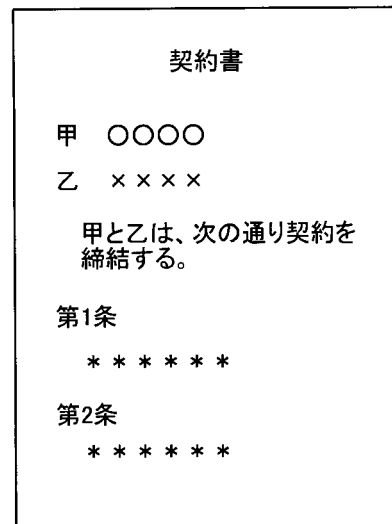 契約書
甲　○○○○
乙　××××
甲と乙は、次の通り契約を
締結する。
第1条
＊＊＊＊＊＊
第2条
＊＊＊＊＊＊